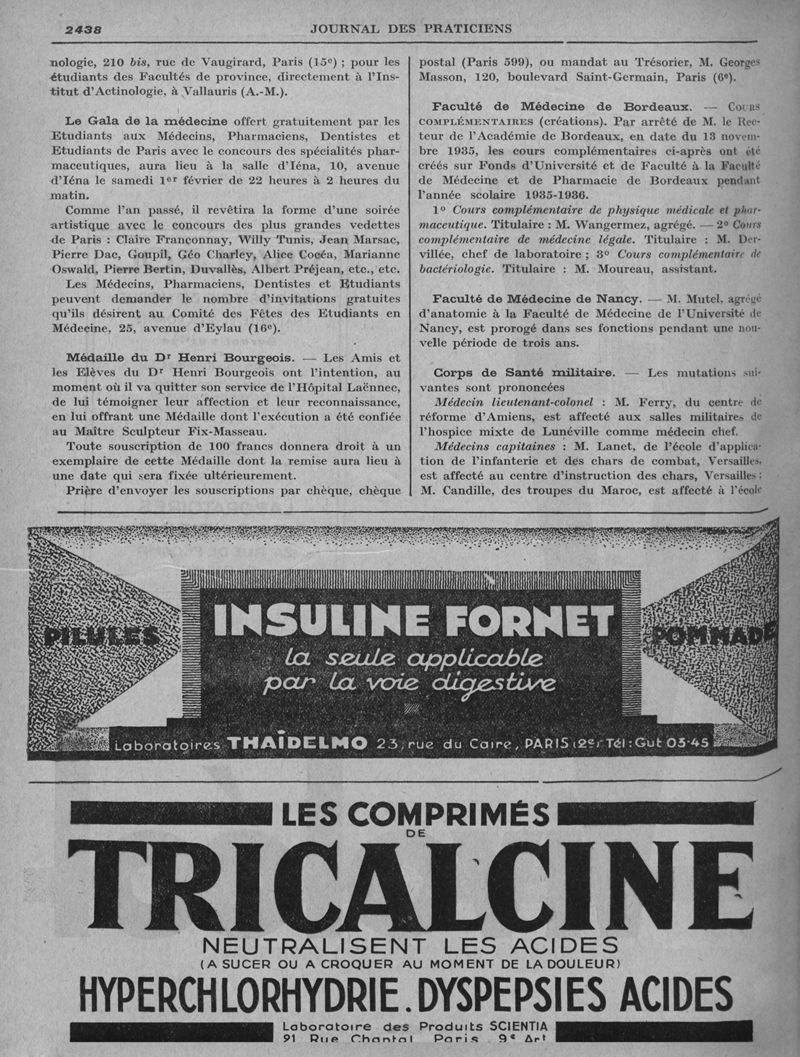 2438
JOURNAL DES PRATICIENS
nologie, 210 bis, rue de Vaugirard, Paris (15e) ; pour les
étudiants des Facultés de province, directement à l'Ins-
titut d'Actinologie, à Vallauris (A.-M.).
Le Gala de la médecine offert gratuitement par les
Etudiants aux Médecins, Pharmaciens, Dentistes et
Etudiants de Paris avec le concours des spécialités phar-
maceutiques, aura lieu à la salle d'Iéna, 10, avenue
d'Iéna le samedi 1er février de 22 heures à 2 heures du
matin.
Comme l'an passé, il revêtira la forme d'une soirée
artistique avec le concours des plus grandes vedettes
de Paris : Claire Franconnay, Willy Tunis, Jean Marsac,
Pierre Dac, Goupil, Géo Charley, Alice Cocéa, Marianne
Oswald, Pierre Bertin, Duvallès, Albert Préjean, etc., etc.
Les Médecins, Pharmaciens, Dentistes et Etudiants
peuvent demander le nombre d'invitations gratuites
qu'ils désirent au Comité des Fêtes des Etudiants en
Médecine, 25, avenue d'Eylau (16e).
Médaille du Dr Henri Bourgeois. — Les Amis et
les Elèves du Dr Henri Bourgeois ont l'intention, au
moment où il va quitter son service de l'Hôpital Laënnec,
de lui témoigner leur affection et leur reconnaissance,
en lui offrant une Médaille dont l'exécution a été confiée
au Maître Sculpteur Fix-Masseau.
Toute souscription de 100 francs donnera droit à un
exemplaire de cette Médaille dont la remise aura lieu à
une date qui sera fixée ultérieurement.
Prière d'envoyer les souscriptions par chèque, chèque
postal (Paris 599), ou mandat au Trésorier, M. Georges
Masson, 120, boulevard Saint-Germain, Paris (6e).
Faculté de Médecine de Bordeaux. — COURS
COMPLÉMENTAIRES (créations). Par arrêté de M. le Rec-
teur de l'Académie de Bordeaux, en date du 13 novem-
bre 1935, les cours complémentaires ci-après ont été
créés sur Fonds d'Université et de Faculté à la Faculté
de Médecine et de Pharmacie de Bordeaux pendant
l'année scolaire 1935-1936.
1o Cours complémentaire de physique médicale et phar-
maceutique. Titulaire : M. Wangermez, agrégé. — 2o Cours
complémentaire de médecine légale. Titulaire : M. Der-
villée, chef de laboratoire ; 3o Cours complémentaire de
bactériologie. Titulaire : M. Moureau, assistant.
Faculté de Médecine de Nancy. — M. Mutel, agrégé
d'anatomie à la Faculté de Médecine de l'Université de
Nancy, est prorogé dans ses fonctions pendant une nou-
velle période de trois ans.
Corps de Santé militaire. — Les mutations sui-
vantes sont prononcées
Médecin lieutenant-colonel : M. Ferry, du centre de
réforme d'Amiens, est affecté aux salles militaires de
l'hospice mixte de Lunéville comme médecin chef.
Médecins capitaines : M. Lanet, de l'école d'applica-
tion de l'infanterie et des chars de combat, Versailles,
est affecté au centre d'instruction des chars, Versailles ;
M. Candille, des troupes du Maroc, est affecté à l'école
PILULES
INSULINE FORNET
POMMADE
la seule applicable
par la voie digestive
Laboratoires THAÏDELMO 23, rue du Caire, PARIS (2e) Tél : Gut 03-45
LES COMPRIMÉS
DE
TRICALCINE
NEUTRALISENT LES ACIDES
(A SUCER OU A CROQUER AU MOMENT DE LA DOULEUR)
HYPERCHLORHYDRIE. DYSPEPSIES ACIDES
Laboratoire des Produits SCIENTIA
21 Rue Chaptal Paris. 9e Art